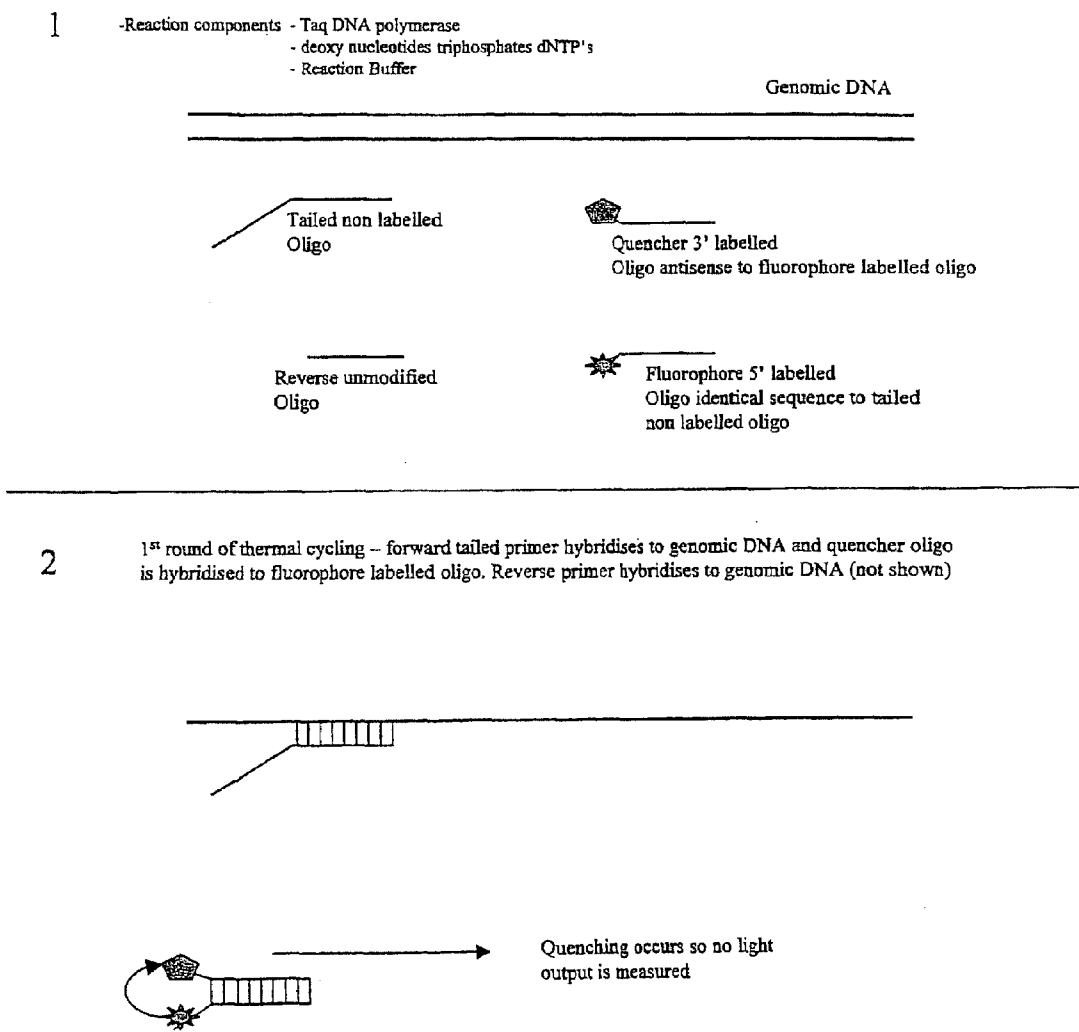 1
-Reaction components - Taq DNA polymerase
- deoxy nucleotides triphosphates dNTP's
- Reaction Buffer
Genomic DNA
Tailed non labelled
Oligo
Quencher 3' labelled
Oligo antisense to fluorophore labelled oligo
Reverse unmodified
Oligo
Fluorophore 5' labelled
Oligo identical sequence to tailed
non labelled oligo
2
1st round of thermal cycling – forward tailed primer hybridises to genomic DNA and quencher oligo
is hybridised to fluorophore labelled oligo. Reverse primer hybridises to genomic DNA (not shown)
Quenching occurs so no light
output is measured